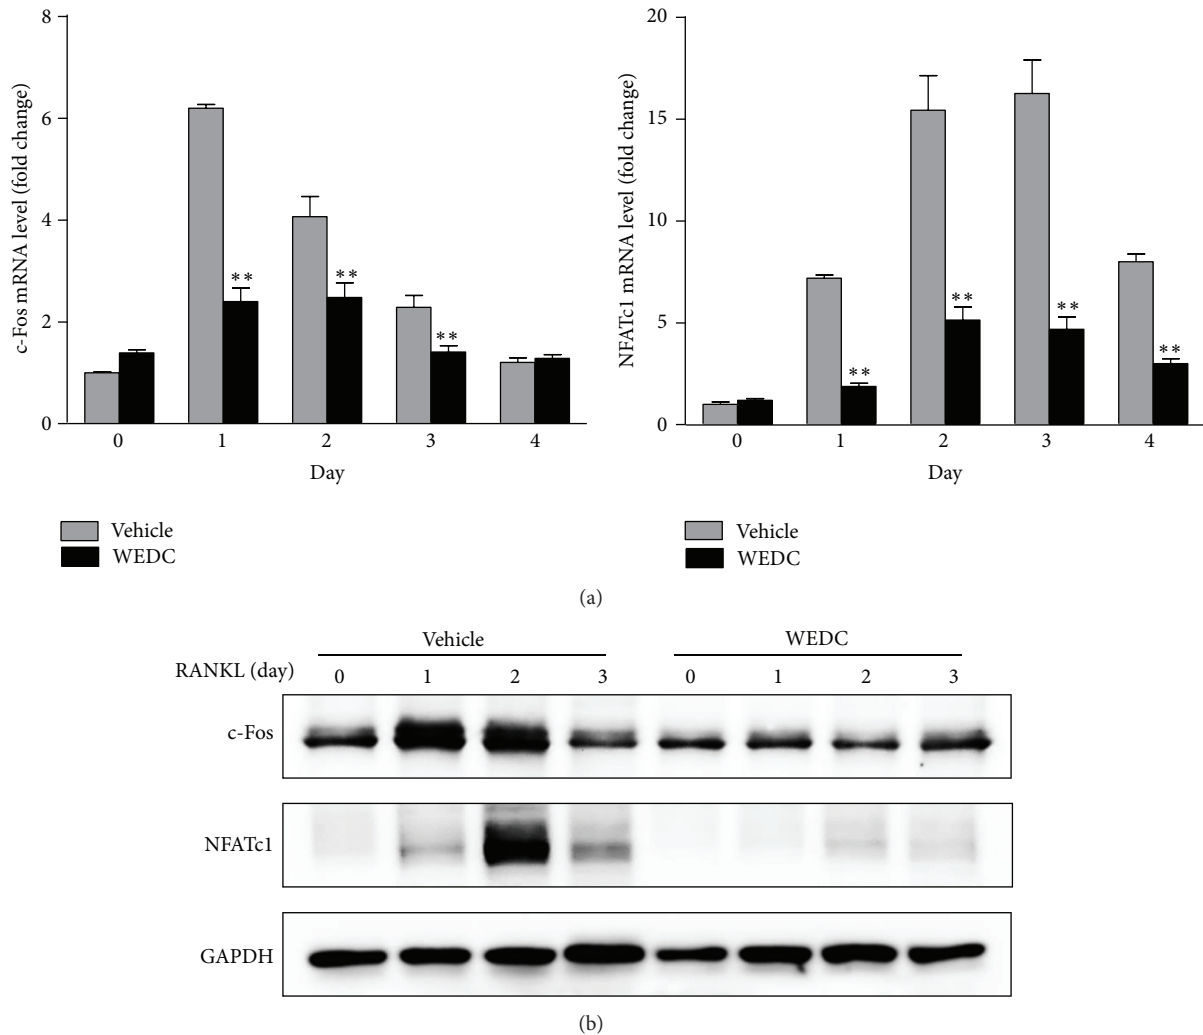 c-Fos mRNA level (fold change)
8
6
4
2
0
**
**
**
0 1 2 3 4
Day
Vehicle
WEDC
NFATc1 mRNA level (fold change)
20
15
10
5
0
**
**
**
**
0 1 2 3 4
Day
Vehicle
WEDC
(a)
Vehicle WEDC
RANKL (day) 0 1 2 3 0 1 2 3
c-Fos
NFATc1
GAPDH
(b)